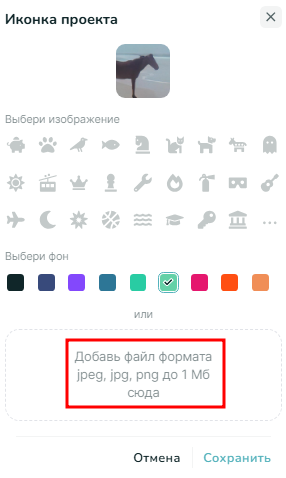 Иконка проекта
Выбери изображение
Выбери фон
или
Добавь файл формата
jpeg, jpg, png до 1 Мб
сюда
Отмена
Сохранить